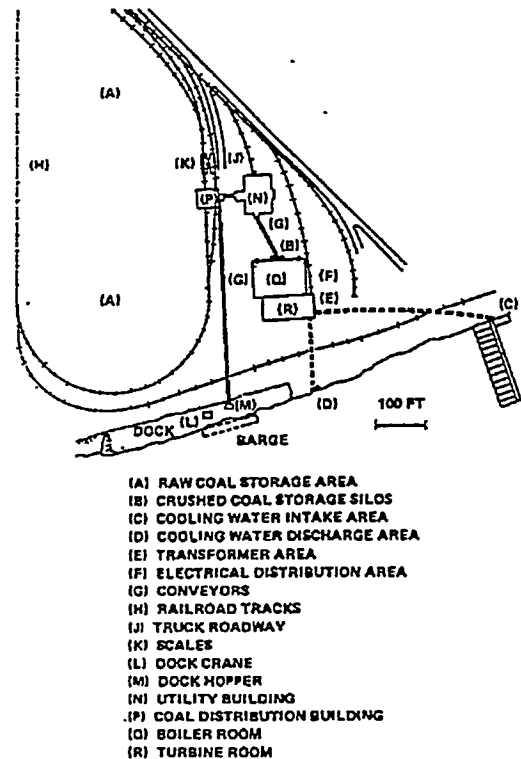 (A)
(H)
(K)
(J)
(P)
(N)
(G)
(B)
(G)
(Q)
(F)
(R)
(E)
(C)
(A)
(M)
(D)
100 FT
DOCK
(L)
BARGE
(A) RAW COAL STORAGE AREA
(B) CRUSHED COAL STORAGE SILOS
(C) COOLING WATER INTAKE AREA
(D) COOLING WATER DISCHARGE AREA
(E) TRANSFORMER AREA
(F) ELECTRICAL DISTRIBUTION AREA
(G) CONVEYORS
(H) RAILROAD TRACKS
(J) TRUCK ROADWAY
(K) SCALES
(L) DOCK CRANE
(M) DOCK HOPPER
(N) UTILITY BUILDING
(P) COAL DISTRIBUTION BUILDING
(Q) BOILER ROOM
(R) TURBINE ROOM